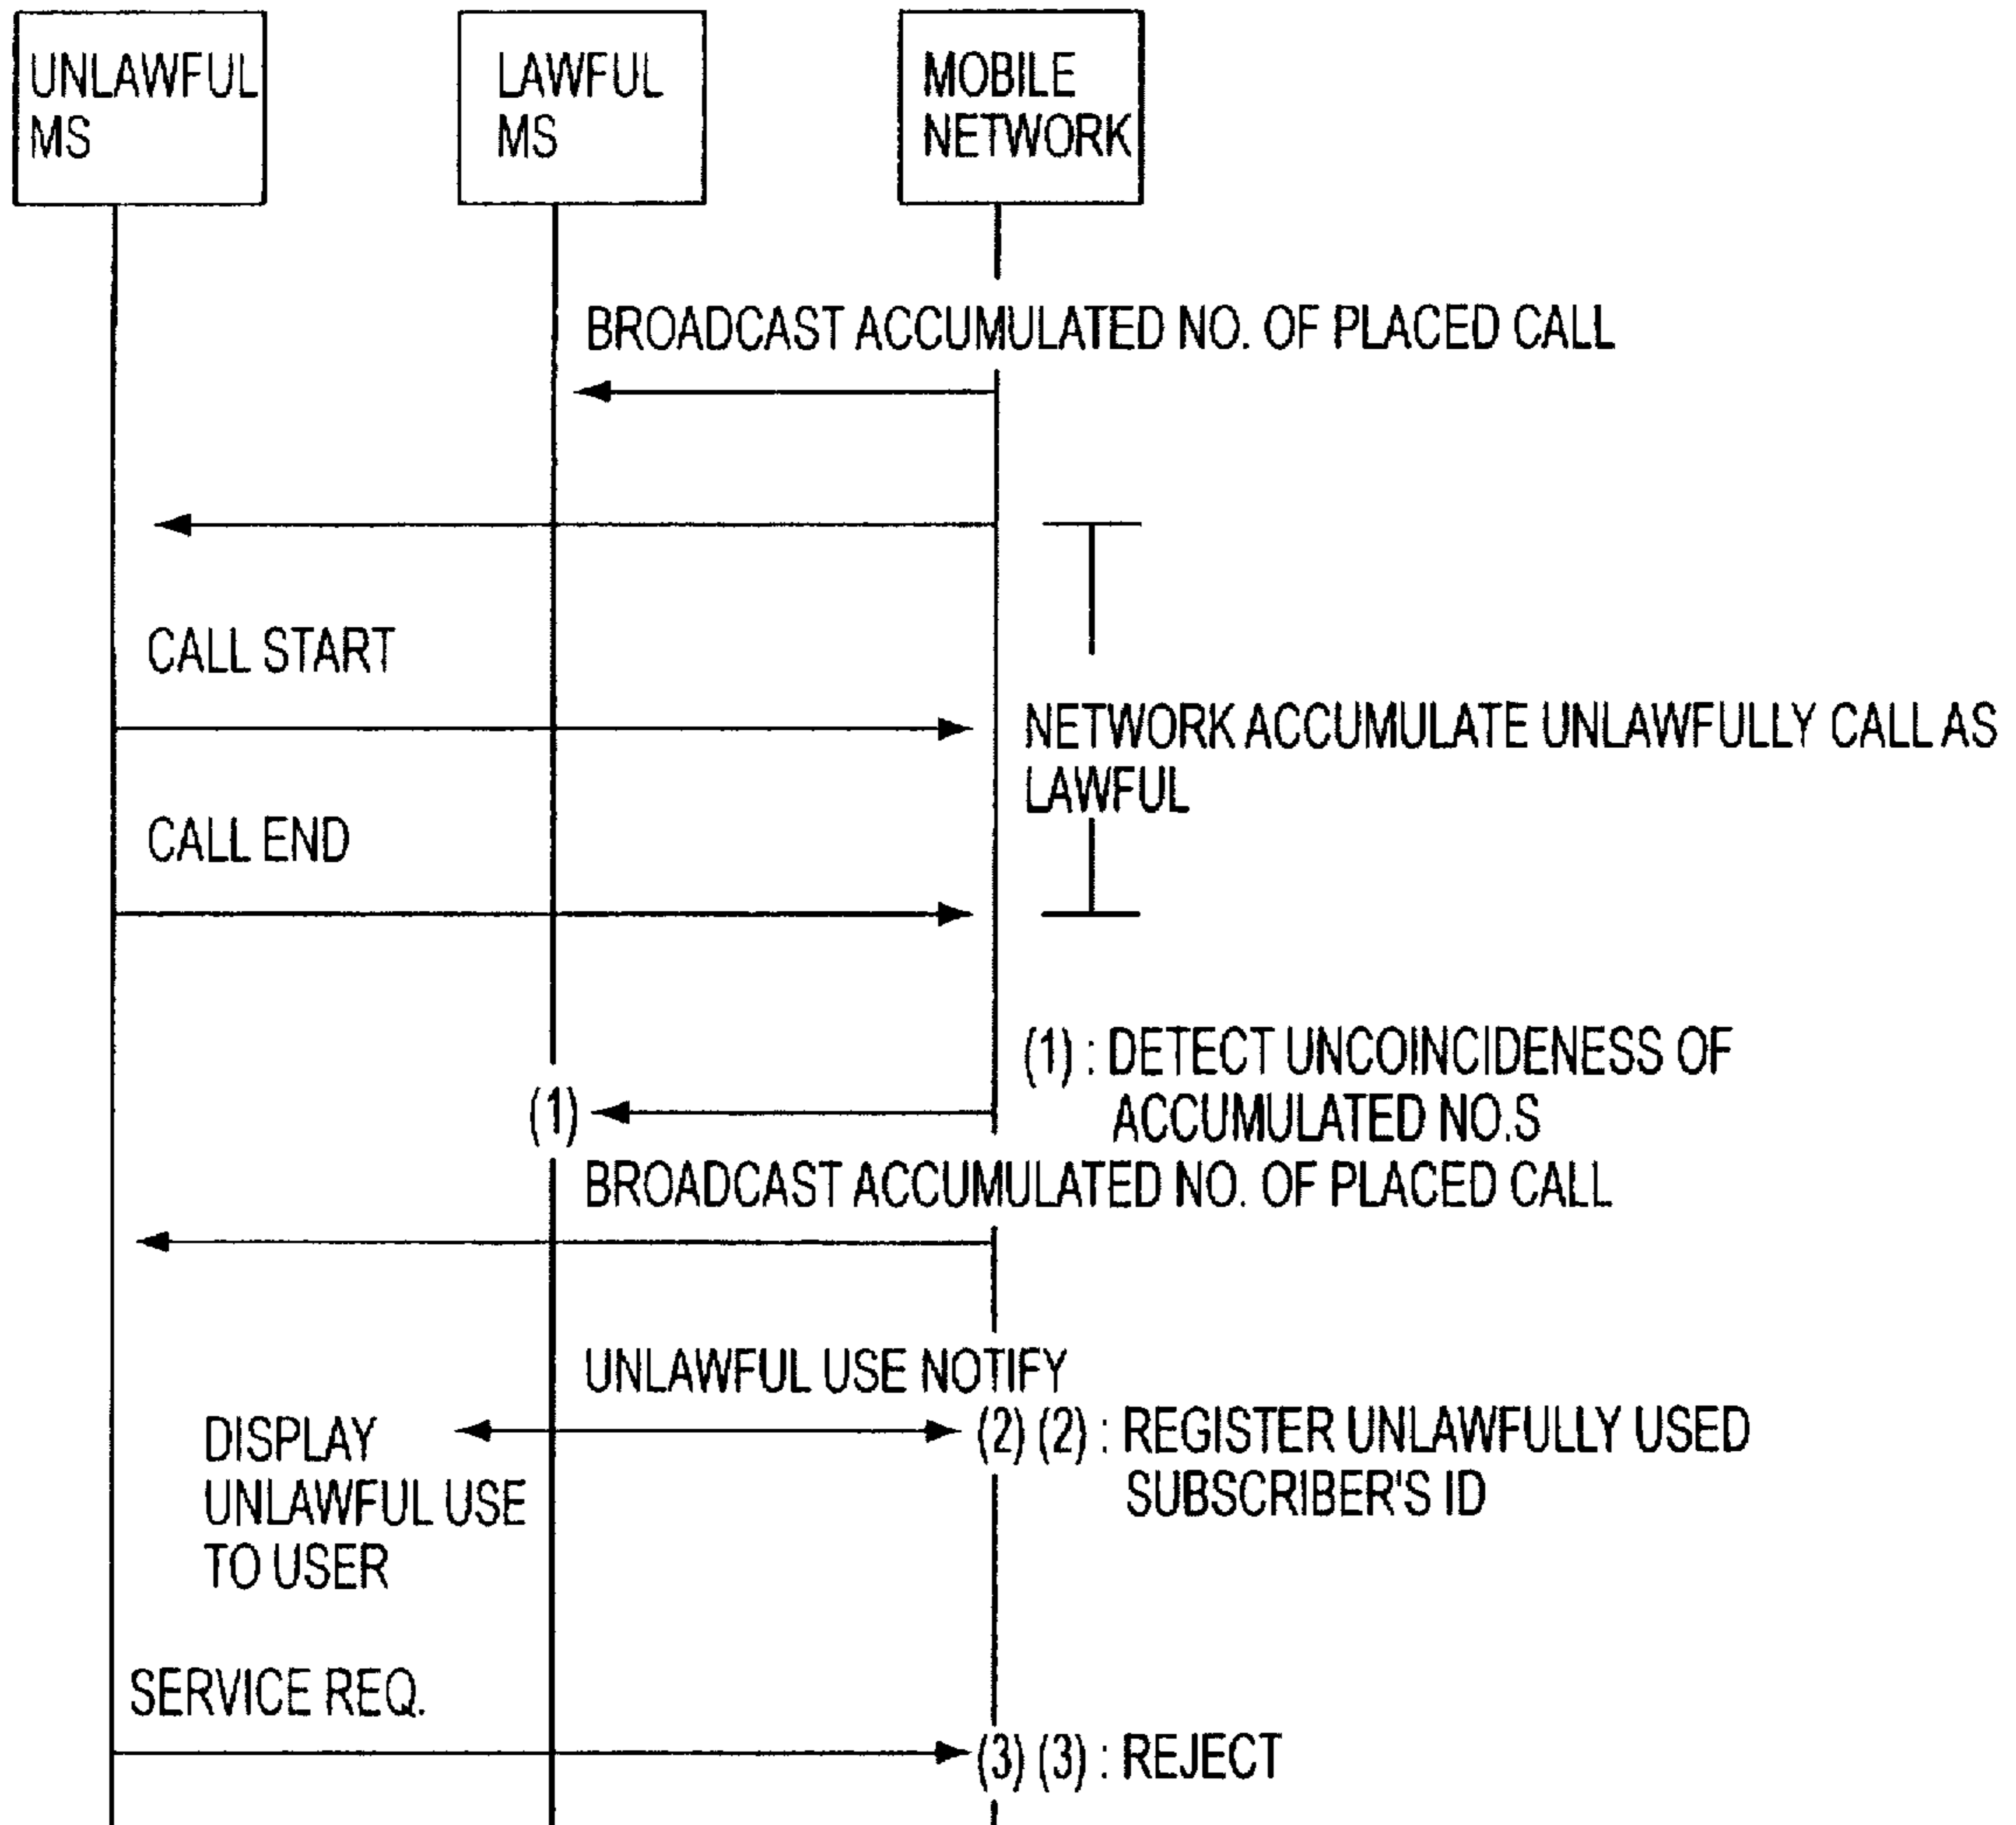 UNLAWFUL
MS
LAWFUL
MS
MOBILE
NETWORK
BROADCAST ACCUMULATED NO. OF PLACED CALL
CALL START
NETWORK ACCUMULATE UNLAWFULLY CALL AS
LAWFUL
CALL END
(1) : DETECT UNCOINCIDENESS OF
ACCUMULATED NO.S
(1)
BROADCAST ACCUMULATED NO. OF PLACED CALL
UNLAWFUL USE NOTIFY
DISPLAY
UNLAWFUL USE
TO USER
(2) (2) : REGISTER UNLAWFULLY USED
SUBSCRIBER'S ID
SERVICE REQ.
(3) (3) : REJECT